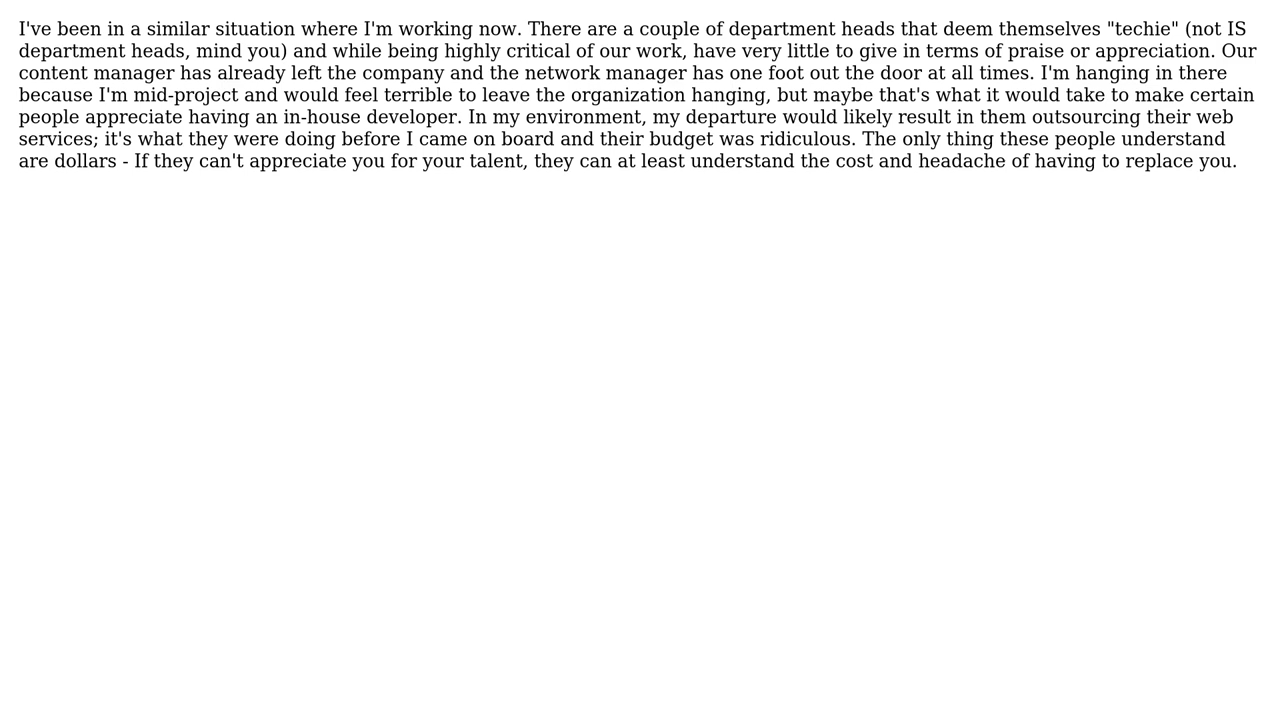 I've been in a similar situation where I'm working now. There are a couple of department heads that deem themselves "techie" (not IS
department heads, mind you) and while being highly critical of our work, have very little to give in terms of praise or appreciation. Our
content manager has already left the company and the network manager has one foot out the door at all times. I'm hanging in there
because I'm mid-project and would feel terrible to leave the organization hanging, but maybe that's what it would take to make certain
people appreciate having an in-house developer. In my environment, my departure would likely result in them outsourcing their web
services; it's what they were doing before I came on board and their budget was ridiculous. The only thing these people understand
are dollars - If they can't appreciate you for your talent, they can at least understand the cost and headache of having to replace you.